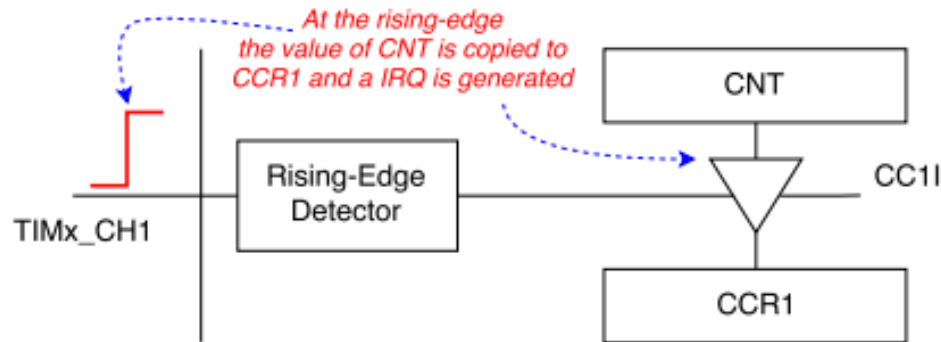 At the rising-edge
the value of CNT is copied to
CCR1 and a IRQ is generated
CNT
Rising-Edge
Detector
CC1I
TIMx_CH1
CCR1